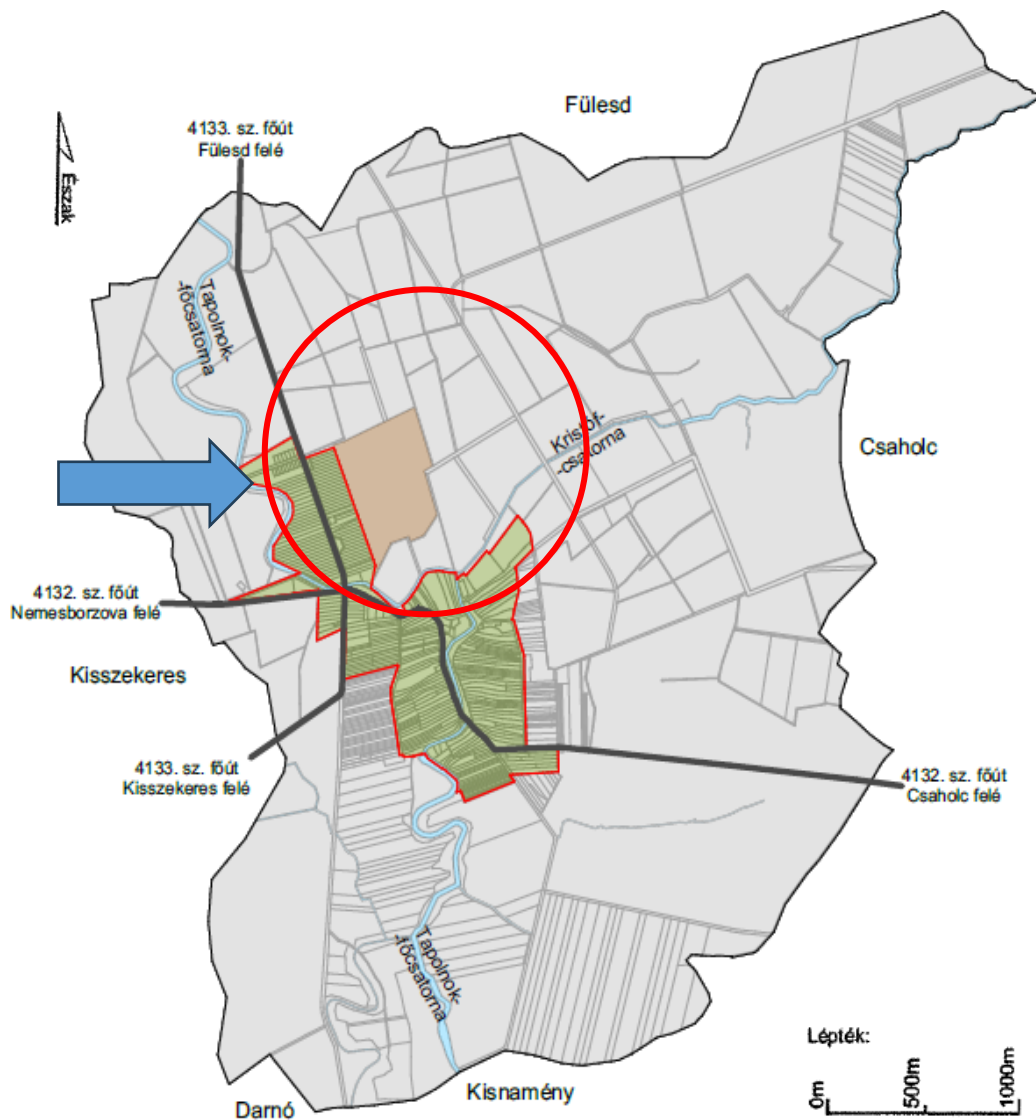 Fülesd
4133. sz. főút
Fülesd felé
Észak
Tapolnok-
-főcsatorna
Kristóf-
-csatorna
Csaholc
4132. sz. főút
Nemesborzova felé
Kisszekeres
4133. sz. főút
Kisszekeres felé
4132. sz. főút
Csaholc felé
Tapolnok-
-főcsatorna
Lépték:
0m
500m
1000m
Kisnamény
Darnó